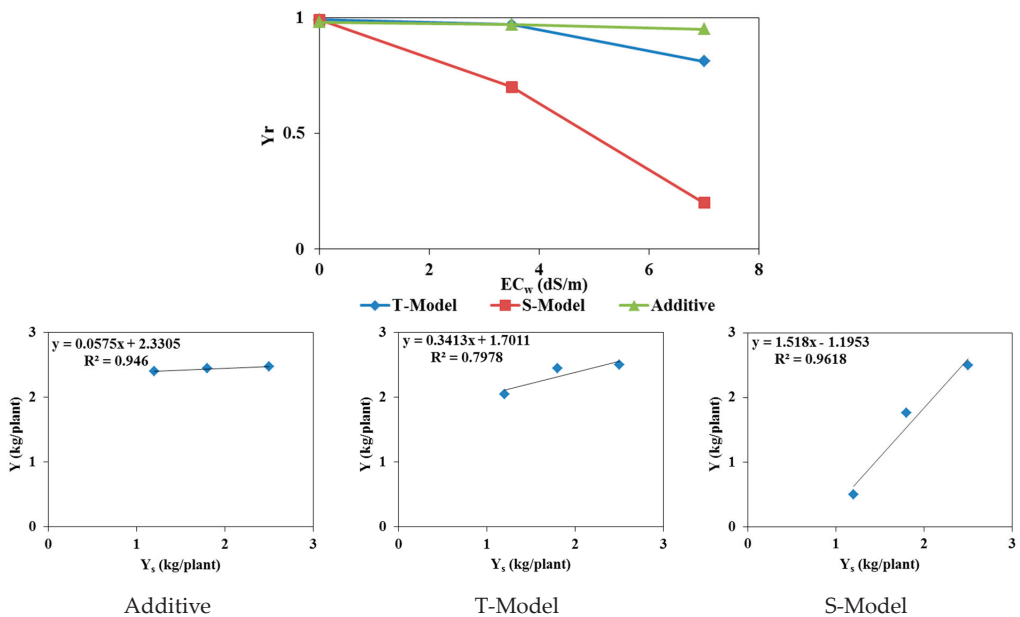 1
0.5
0
Yr
0 2 4 6 8
ECw (dS/m)
T-Model S-Model Additive
3
2
1
0
Y (kg/plant)
y = 0.0575x + 2.3305
R² = 0.946
0 1 2 3
Ys (kg/plant)
Additive
3
2
1
0
Y (kg/plant)
y = 0.3413x + 1.7011
R² = 0.7978
0 1 2 3
Ys (kg/plant)
T-Model
3
2
1
0
Y (kg/plant)
y = 1.518x - 1.1953
R² = 0.9618
0 1 2 3
Ys (kg/plant)
S-Model